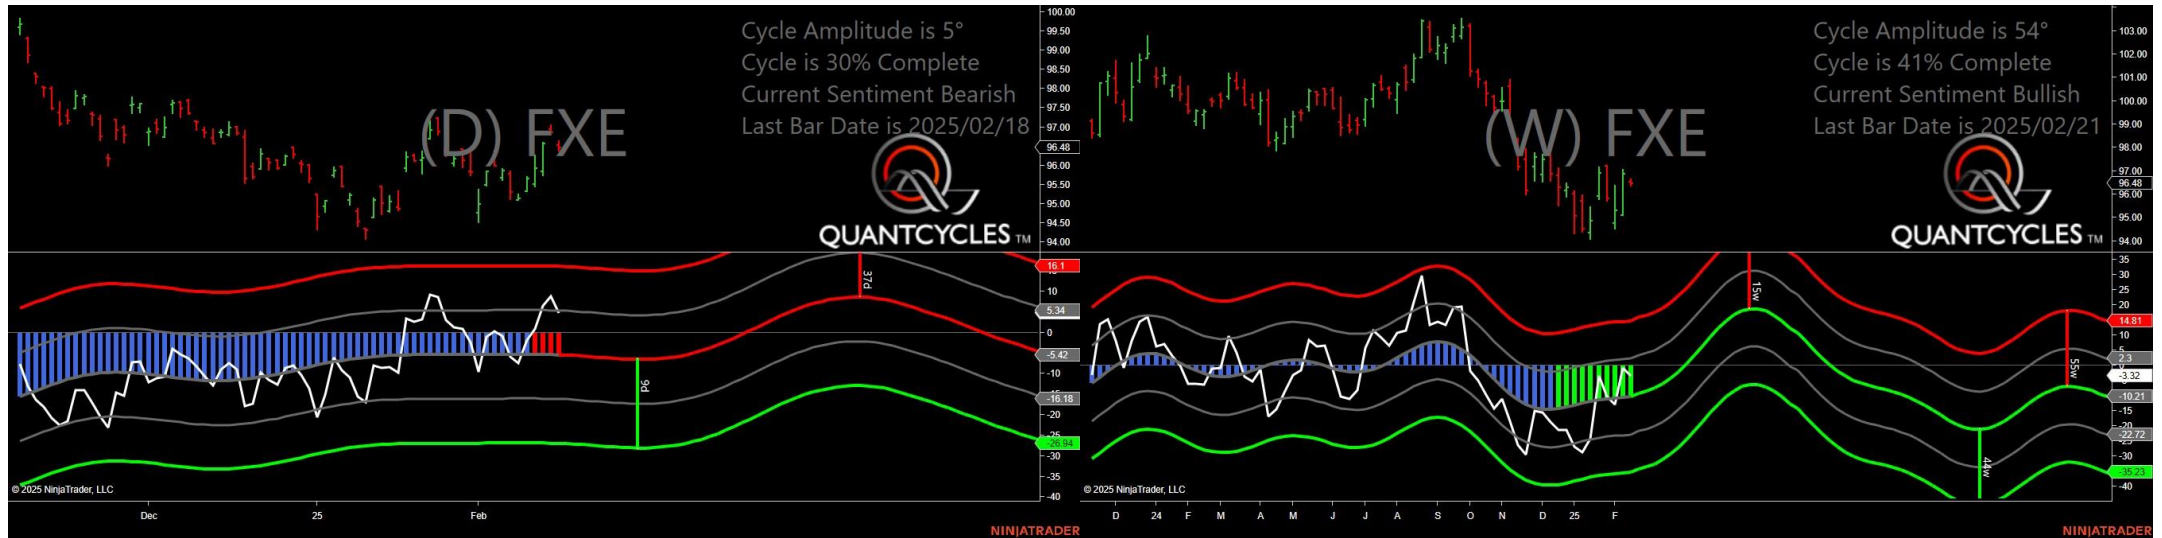 Cycle Amplitude is 5°
Cycle is 30% Complete
Current Sentiment Bearish
Last Bar Date is 2025/02/18
(D) FXE
QUANTCYCLES TM
100.00
99.50
99.00
98.50
98.00
97.50
97.00
96.48
96.00
95.50
95.00
94.50
94.00
16.1
10
5.34
0
-5.42
-10
-16.18
-20
-26.94
-30
-35
-40
37d
9d
© 2025 NinjaTrader, LLC
Dec
25
Feb
NINJATRADER
Cycle Amplitude is 54°
Cycle is 41% Complete
Current Sentiment Bullish
Last Bar Date is 2025/02/21
(W) FXE
QUANTCYCLES TM
103.00
102.00
101.00
100.00
99.00
98.00
97.00
96.48
96.00
95.00
94.00
35
30
25
20
14.81
10
5
2.3
-3.32
-10.21
-15
-22.72
-25
-30
-35.23
-40
15w
44w
55w
© 2025 NinjaTrader, LLC
D
24
F
M
A
M
J
J
A
S
O
N
D
25
F
NINJATRADER